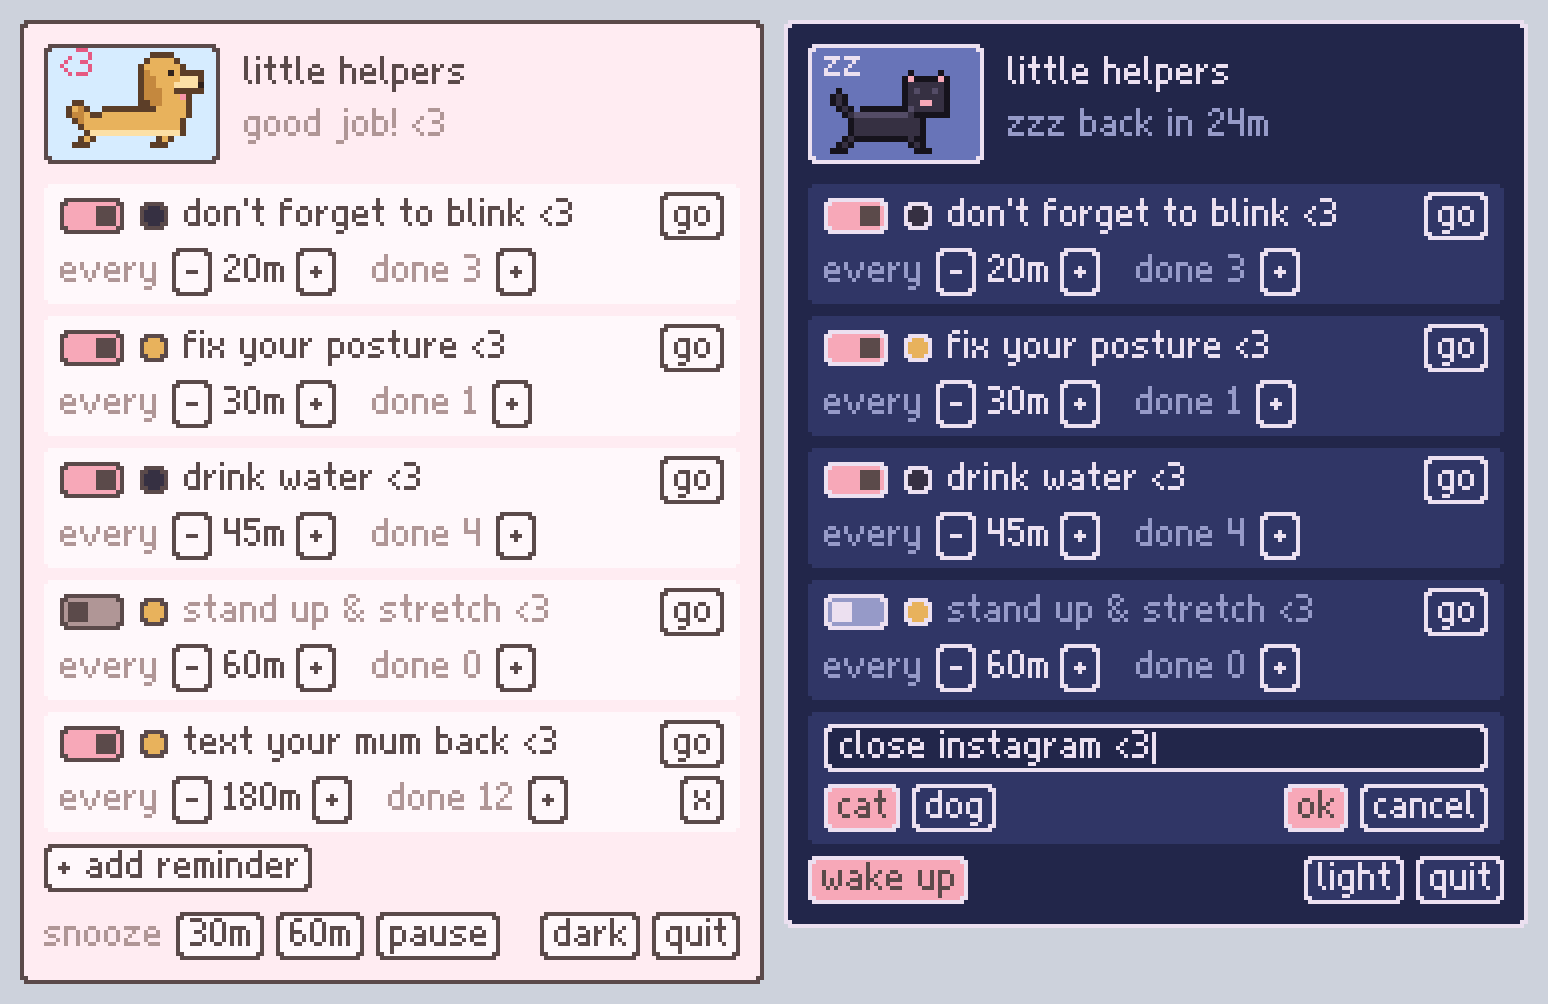 <3
little helpers
good job! <3
don't forget to blink <3 go
every - 20m + done 3 +
fix your posture <3 go
every - 30m + done 1 +
drink water <3 go
every - 45m + done 4 +
stand up & stretch <3 go
every - 60m + done 0 +
text your mum back <3 go
every - 180m + done 12 + x
+ add reminder
snooze 30m 60m pause dark quit
zz
little helpers
zzz back in 24m
don't forget to blink <3 go
every - 20m + done 3 +
fix your posture <3 go
every - 30m + done 1 +
drink water <3 go
every - 45m + done 4 +
stand up & stretch <3 go
every - 60m + done 0 +
close instagram <3
cat dog ok cancel
wake up light quit